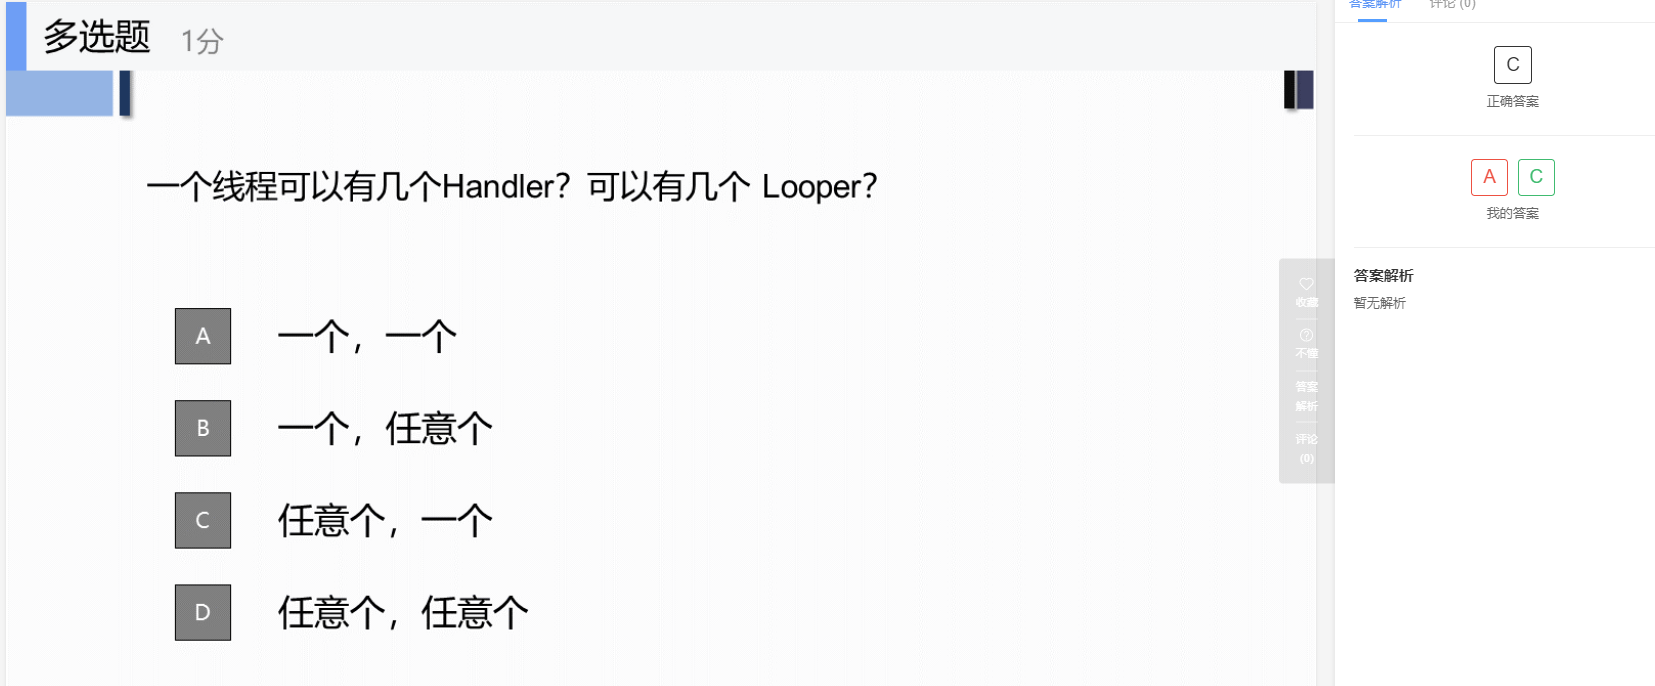 多选题 1分
一个线程可以有几个Handler？可以有几个 Looper？
A 一个，一个
B 一个，任意个
C 任意个，一个
D 任意个，任意个
收藏
不懂
答案
解析
评论
(0)
答案解析 评论 (0)
C
正确答案
A C
我的答案
答案解析
暂无解析